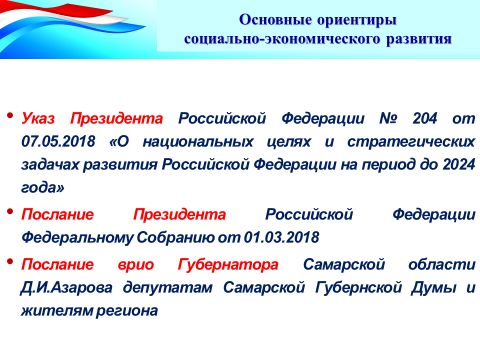 Основные ориентиры
социально-экономического развития
• Указ Президента Российской Федерации № 204 от
07.05.2018 «О национальных целях и стратегических
задачах развития Российской Федерации на период до 2024
года»
• Послание Президента Российской Федерации
Федеральному Собранию от 01.03.2018
• Послание врио Губернатора Самарской области
Д.И.Азарова депутатам Самарской Губернской Думы и
жителям региона